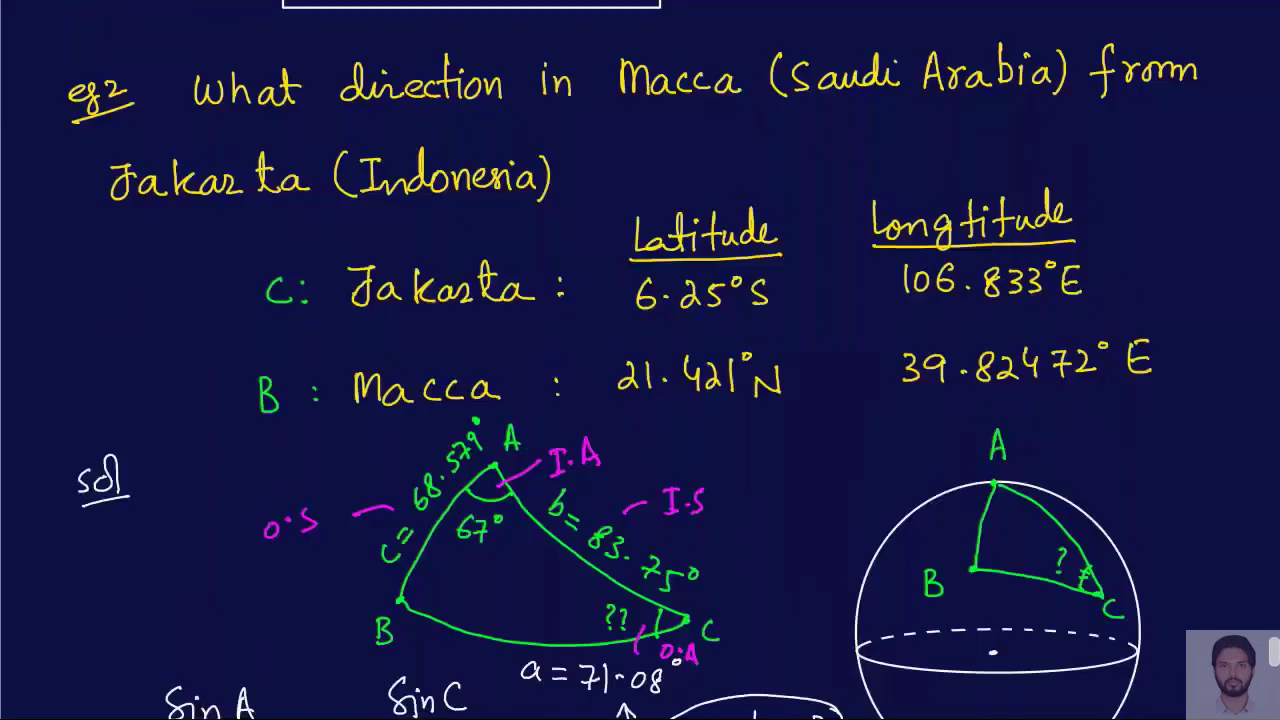 eg2 What direction in Macca (Saudi Arabia) from
Jakarta (Indonesia)
Latitude Longtitude
C: Jakarta : 6.25°S 106.833°E
B : Macca : 21.421°N 39.82472° E
sol
A
I.A
c = 68.579°
O.S
67°
b = 83.75°
I.S
B
??
C
O.A
a = 71.08°
A
B
?
C
Sin A Sin C